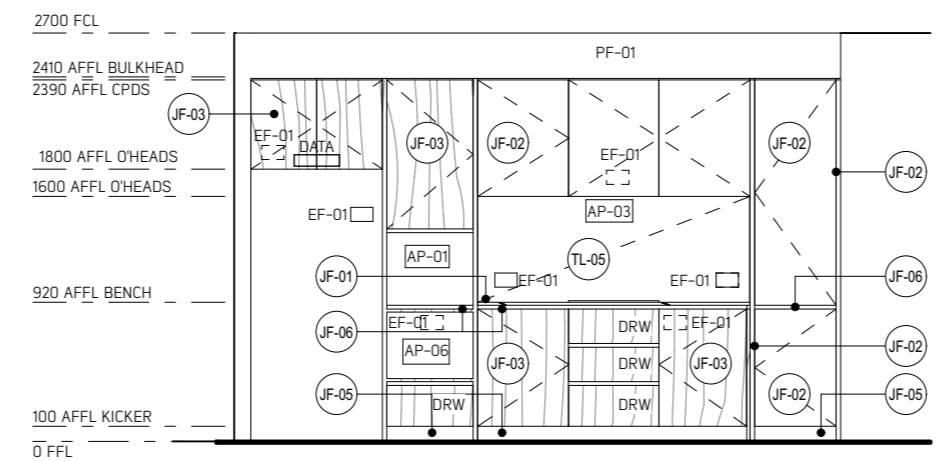 2700 FCL
PF-01
2410 AFFL BULKHEAD
2390 AFFL CPDS
JF-03
EF-01
DATA
JF-03
JF-02
EF-01
JF-02
1800 AFFL O'HEADS
JF-02
1600 AFFL O'HEADS
EF-01
AP-03
AP-01
TL-05
JF-01
EF-01
EF-01
JF-06
920 AFFL BENCH
JF-06
EF-01
DRW
EF-01
AP-06
JF-03
DRW
JF-03
JF-02
JF-05
DRW
DRW
JF-02
JF-05
100 AFFL KICKER
0 FFL